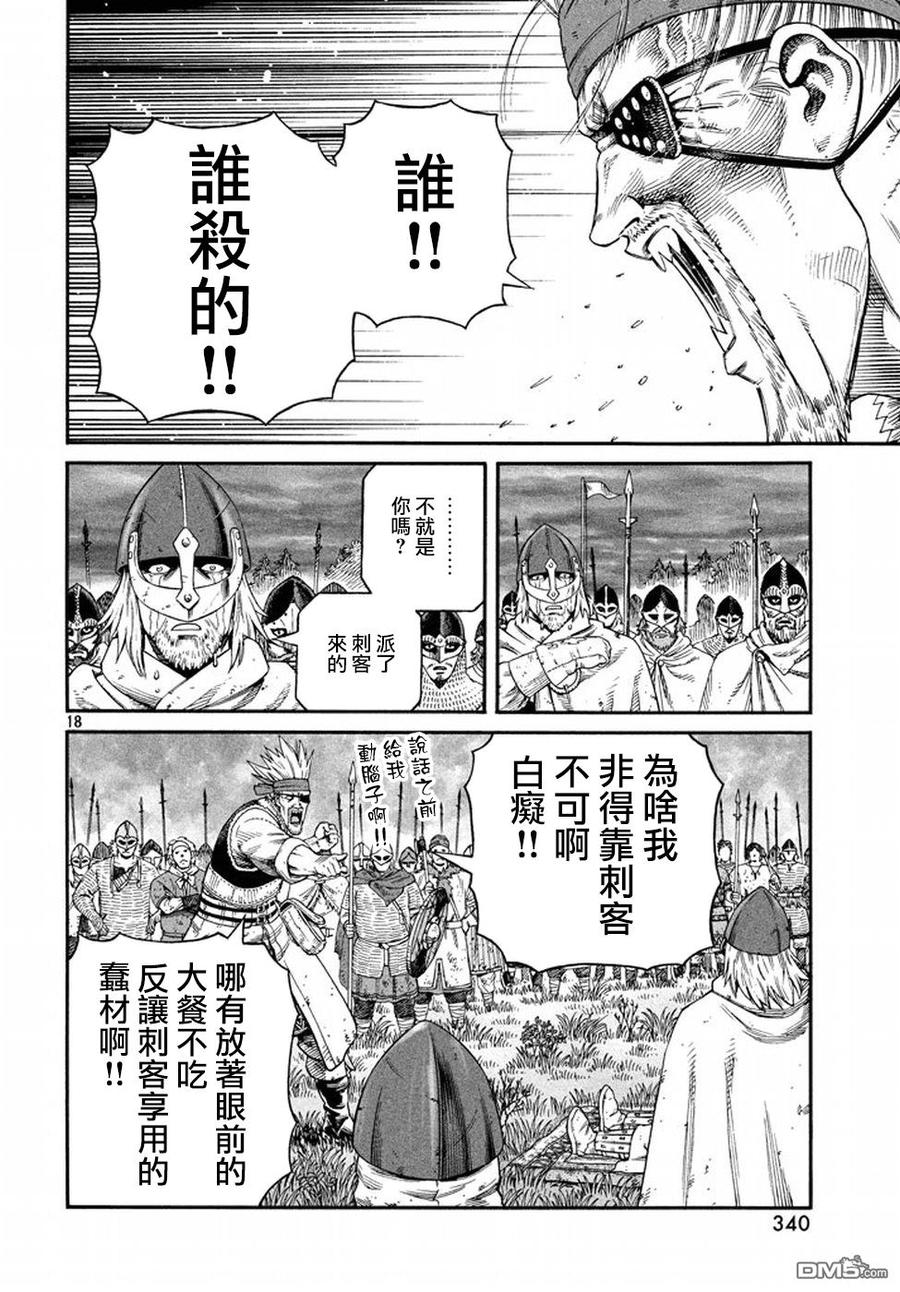 誰!!
誰殺的!!
………
不就是
你嗎?
派了
刺客
來的
18
為啥我
非得靠刺客
不可啊
白癡!!
說話之前
給我
動腦子啊!!
哪有放著眼前的
大餐不吃
反讓刺客享用的
蠢材啊!!
340
DM5.com